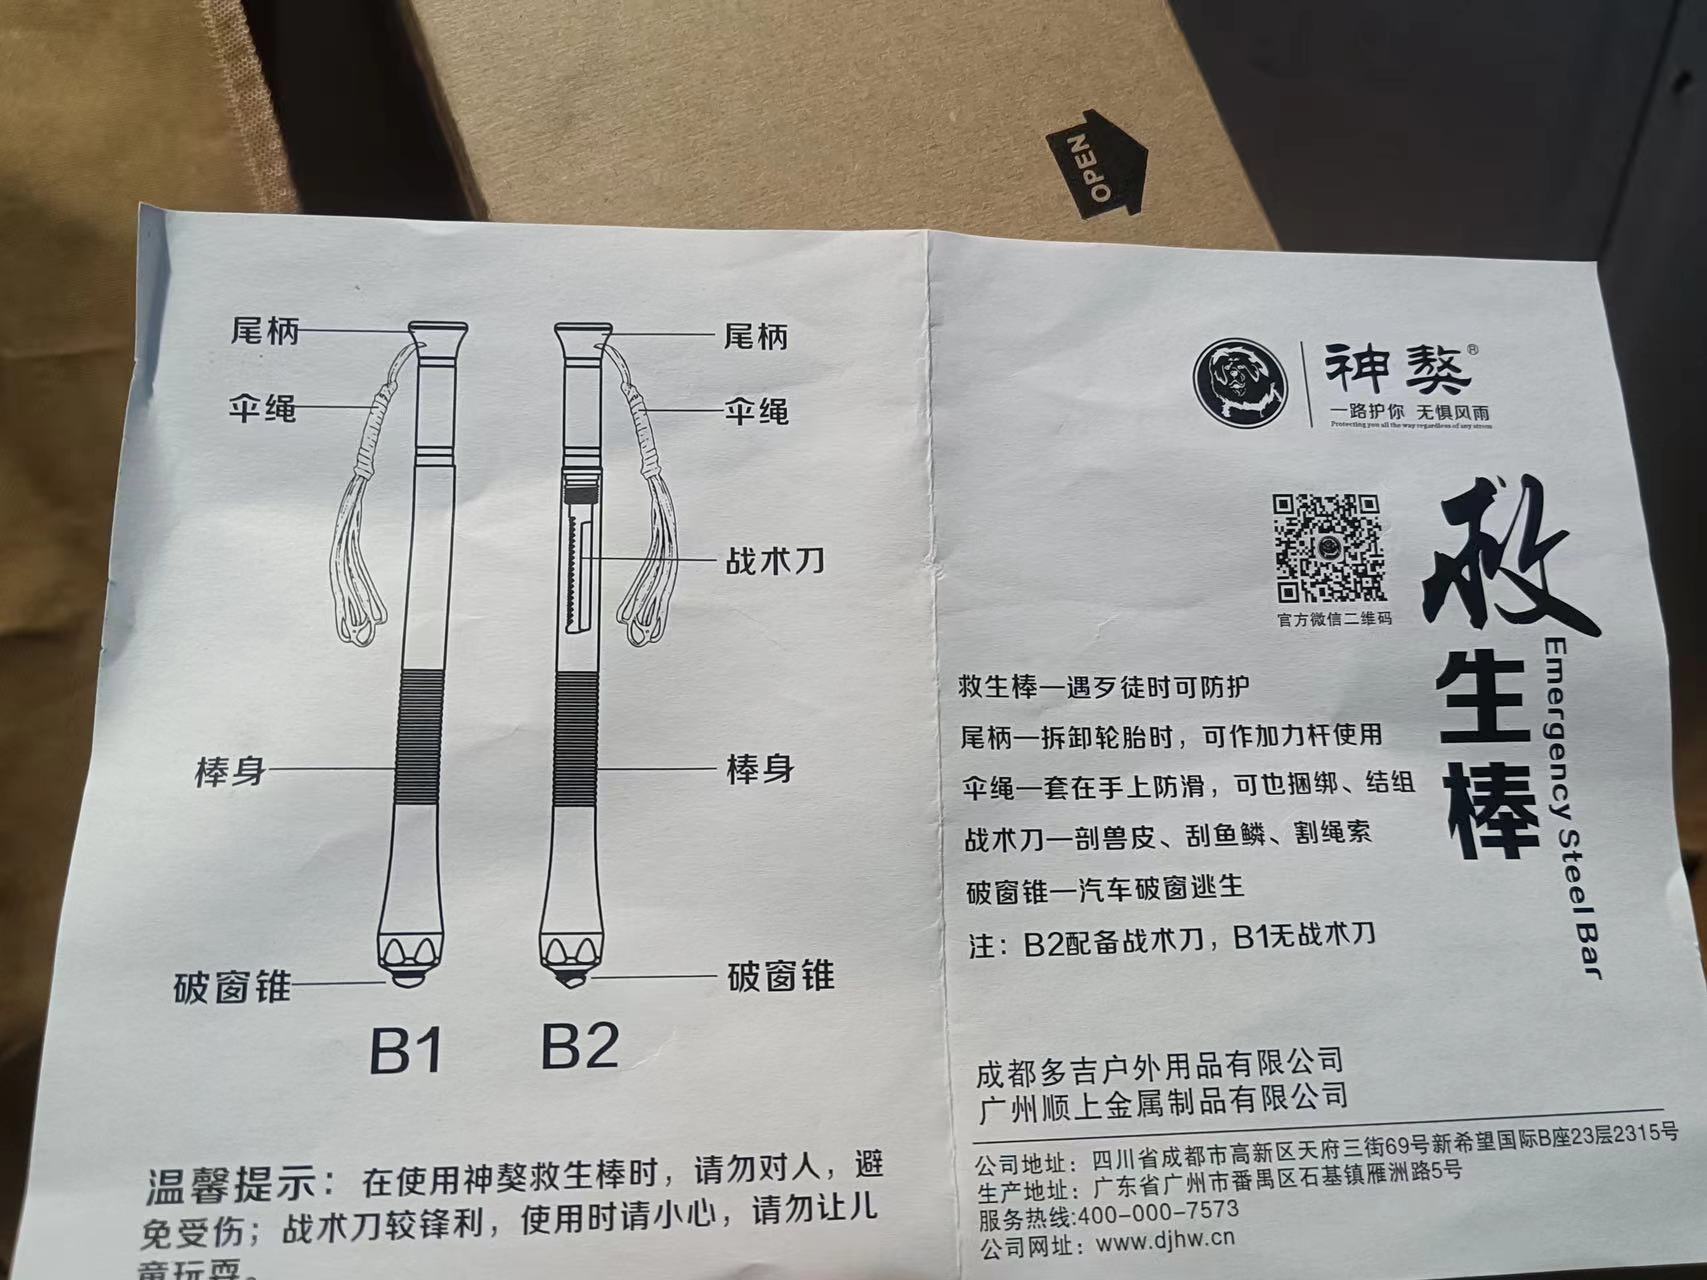 OPEN
尾柄
尾柄
伞绳
伞绳
战术刀
棒身
棒身
破窗锥
破窗锥
B1
B2
温馨提示：在使用神獒救生棒时，请勿对人，避
免受伤；战术刀较锋利，使用时请小心，请勿让儿
童玩耍。
神獒®
一路护你 无惧风雨
Protecting you all the way regardless of any storm
官方微信二维码
救生棒
Emergency Steel Bar
救生棒—遇歹徒时可防护
尾柄—拆卸轮胎时，可作加力杆使用
伞绳—套在手上防滑，可也捆绑、结组
战术刀—剖兽皮、刮鱼鳞、割绳索
破窗锥—汽车破窗逃生
注：B2配备战术刀，B1无战术刀
成都多吉户外用品有限公司
广州顺上金属制品有限公司
公司地址：四川省成都市高新区天府三街69号新希望国际B座23层2315号
生产地址：广东省广州市番禺区石基镇雁洲路5号
服务热线:400-000-7573
公司网址：www.djhw.cn